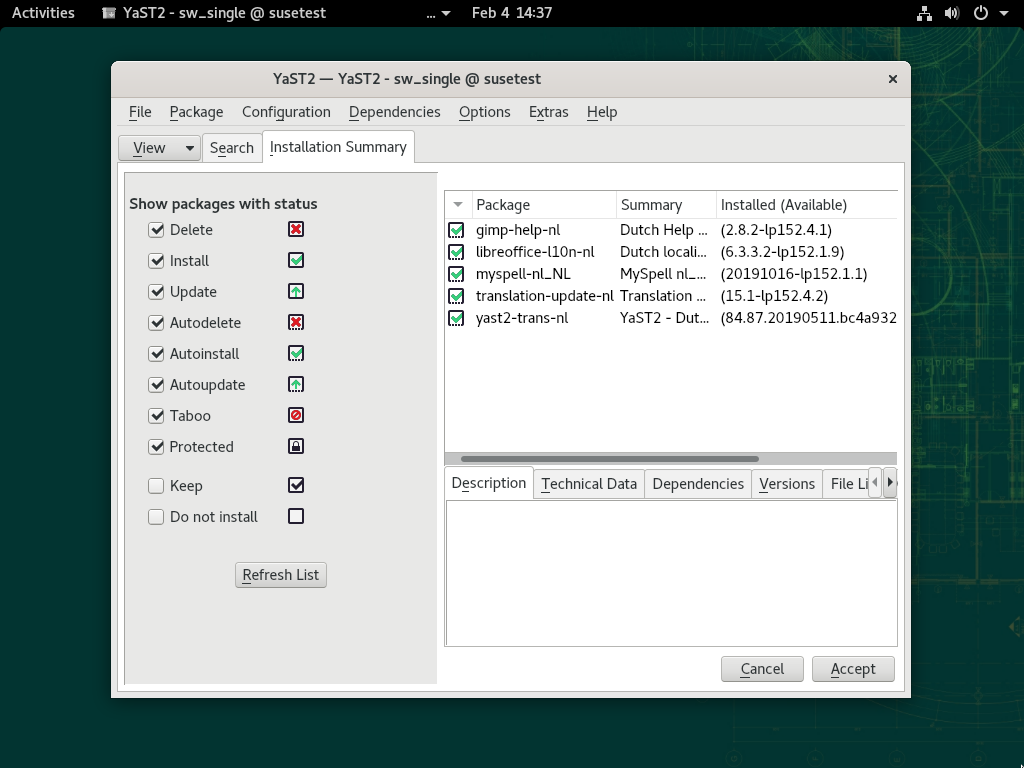 Activities YaST2 - sw_single @ susetest ... Feb 4 14:37
YaST2 — YaST2 - sw_single @ susetest
File Package Configuration Dependencies Options Extras Help
View Search Installation Summary
Show packages with status
Delete
Install
Update
Autodelete
Autoinstall
Autoupdate
Taboo
Protected
Keep
Do not install
Refresh List
Package Summary Installed (Available)
gimp-help-nl Dutch Help ... (2.8.2-lp152.4.1)
libreoffice-l10n-nl Dutch locali... (6.3.3.2-lp152.1.9)
myspell-nl_NL MySpell nl_... (20191016-lp152.1.1)
translation-update-nl Translation ... (15.1-lp152.4.2)
yast2-trans-nl YaST2 - Dut... (84.87.20190511.bc4a932
Description Technical Data Dependencies Versions File Li
Cancel Accept